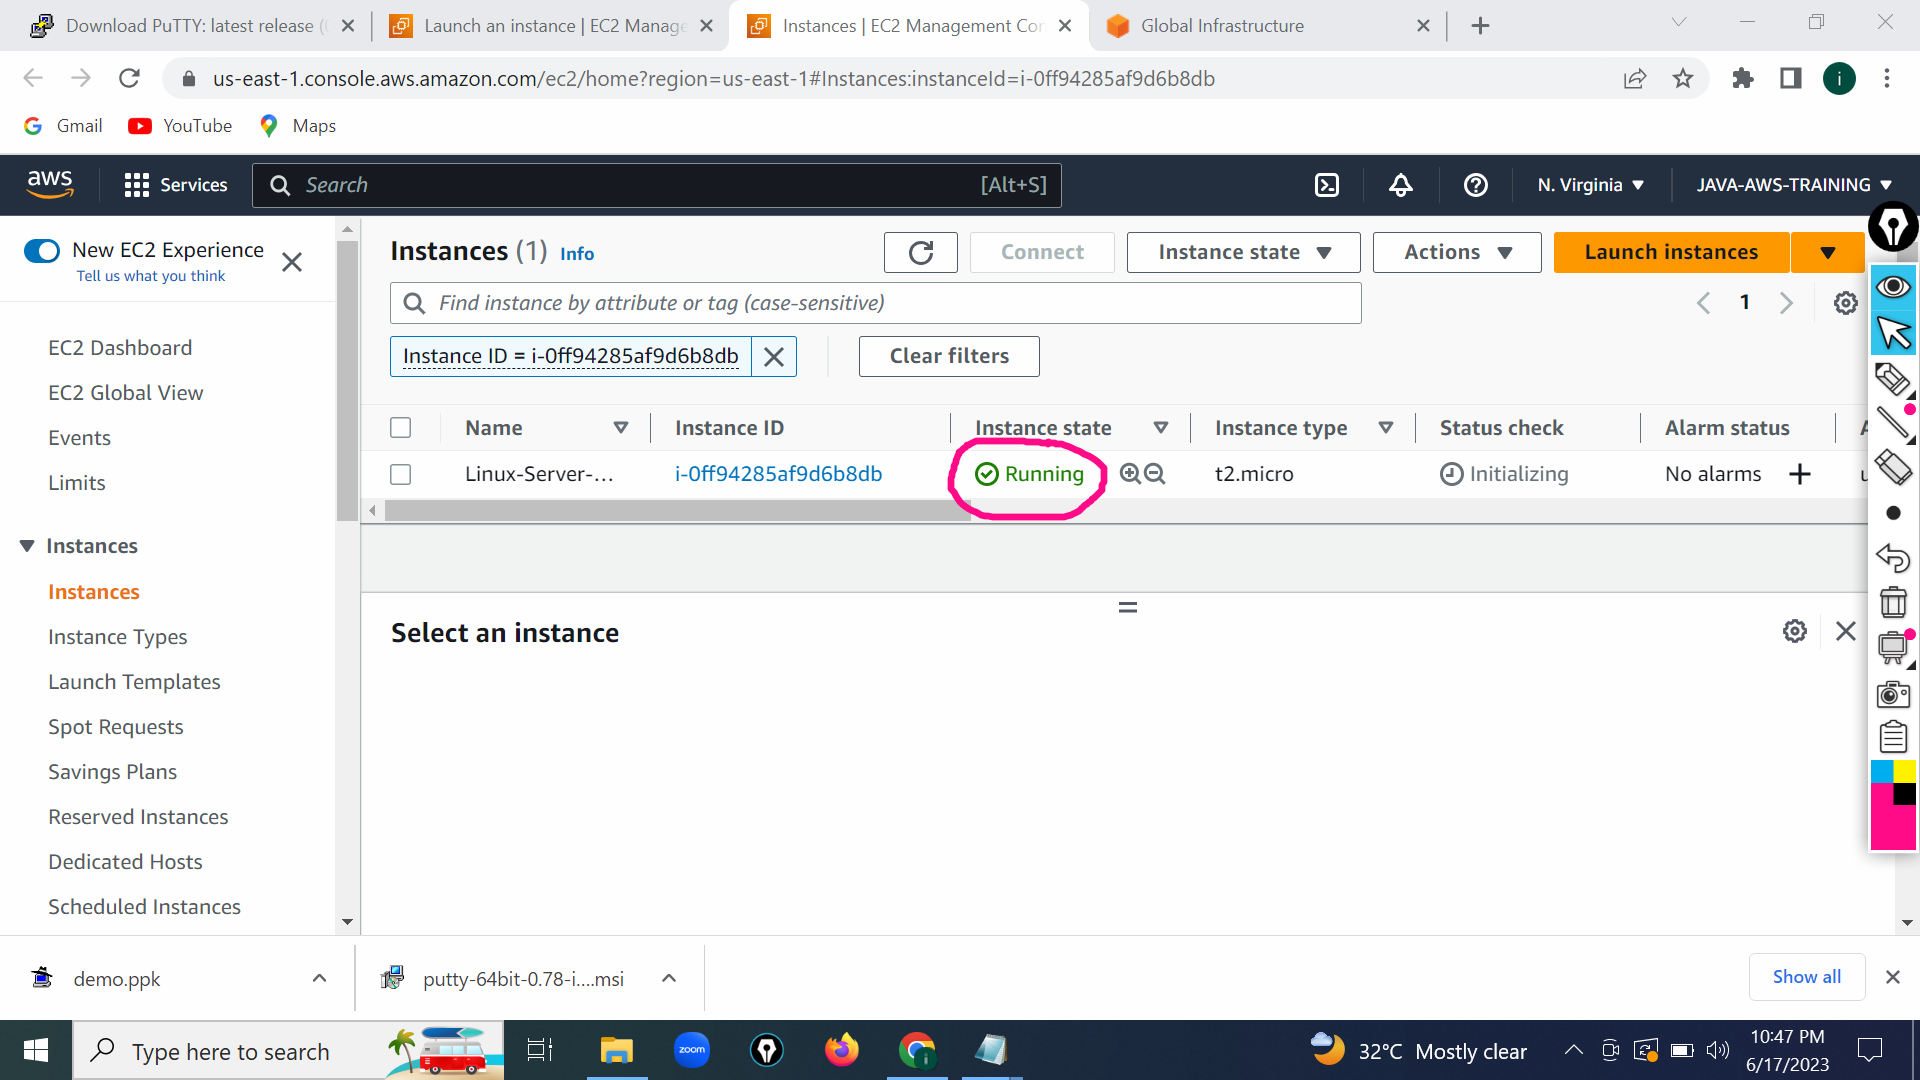 Download PuTTY: latest release (
Launch an instance | EC2 Manage
Instances | EC2 Management Con
Global Infrastructure
us-east-1.console.aws.amazon.com/ec2/home?region=us-east-1#Instances:instanceId=i-0ff94285af9d6b8db
i
Gmail
YouTube
Maps
aws
Services
Search
[Alt+S]
N. Virginia
JAVA-AWS-TRAINING
New EC2 Experience
Tell us what you think
EC2 Dashboard
EC2 Global View
Events
Limits
Instances
Instances
Instance Types
Launch Templates
Spot Requests
Savings Plans
Reserved Instances
Dedicated Hosts
Scheduled Instances
Instances (1) Info
Connect
Instance state
Actions
Launch instances
Find instance by attribute or tag (case-sensitive)
1
Instance ID = i-0ff94285af9d6b8db
Clear filters
Name Instance ID Instance state Instance type Status check Alarm status A
Linux-Server-... i-0ff94285af9d6b8db Running t2.micro Initializing No alarms u
Select an instance
demo.ppk
putty-64bit-0.78-i....msi
Show all
Type here to search
zoom
32°C Mostly clear
10:47 PM
6/17/2023